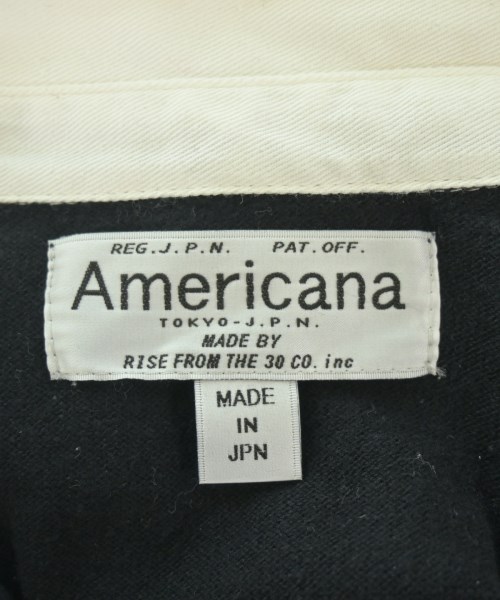 REG.J.P.N. PAT.OFF.
Americana
TOKYO-J.P.N.
MADE BY
RISE FROM THE 30 CO. inc
MADE
IN
JPN